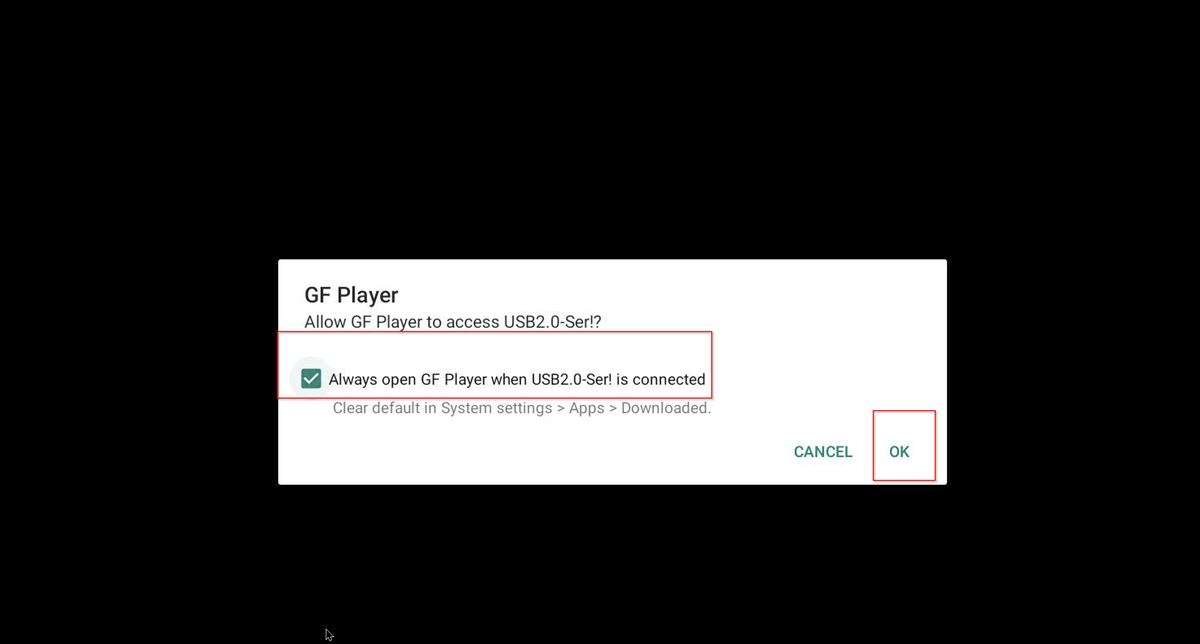 GF Player
Allow GF Player to access USB2.0-Ser!?
Always open GF Player when USB2.0-Ser! is connected
Clear default in System settings > Apps > Downloaded.
CANCEL OK